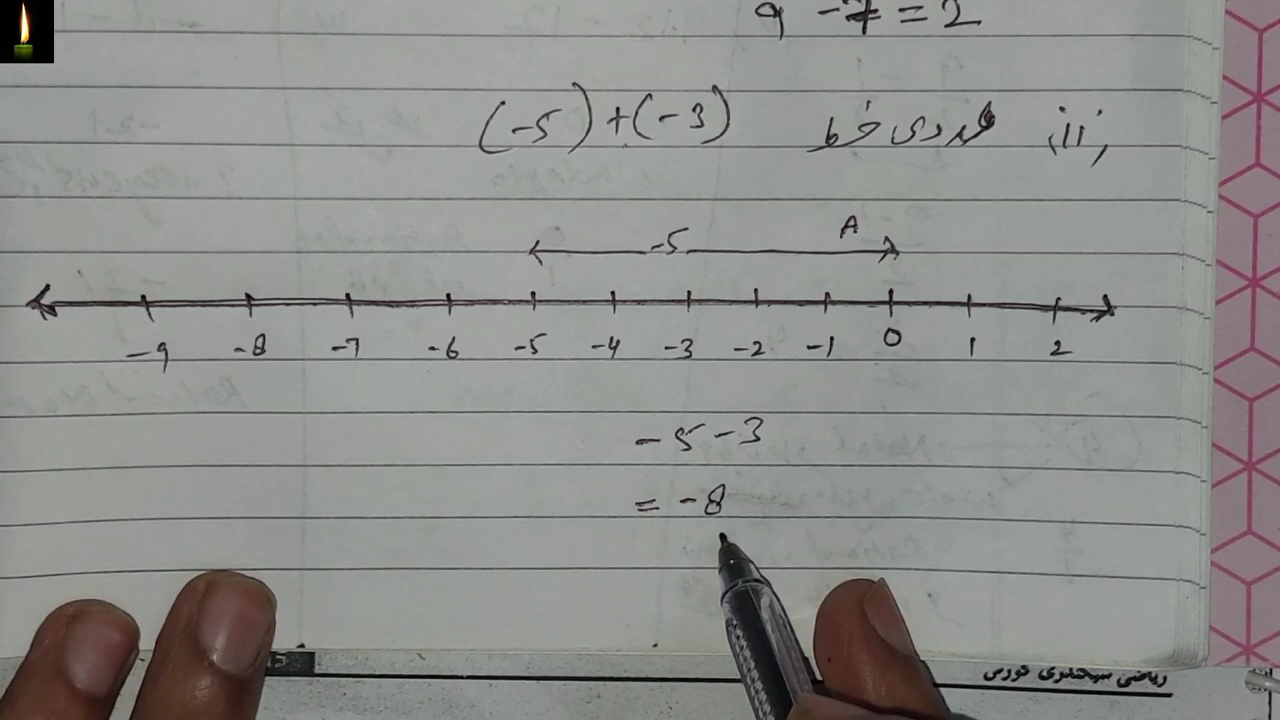 9 - 7 = 2
(ii) عددی خط (-5)+(-3)
A
-5
-9 -8 -7 -6 -5 -4 -3 -2 -1 0 1 2
-5-3
= -8
ریاضی سیکنڈری کورس